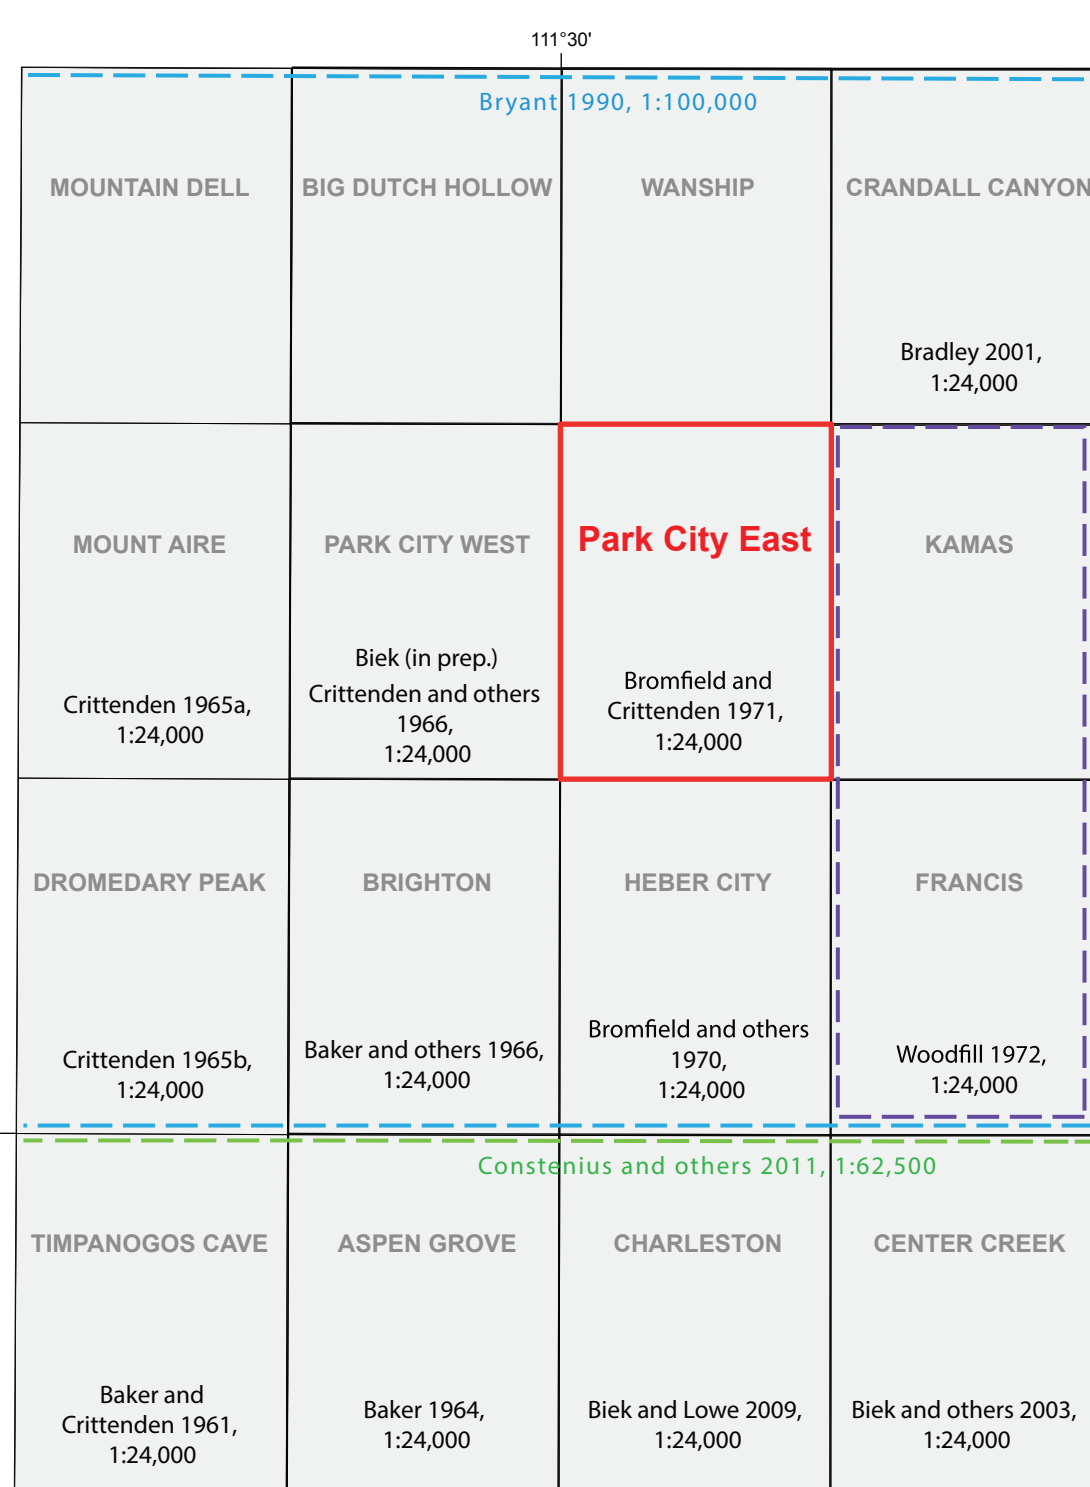 111°30'
Bryant 1990, 1:100,000
MOUNTAIN DELL
BIG DUTCH HOLLOW
WANSHIP
CRANDALL CANYON
Bradley 2001,
1:24,000
MOUNT AIRE
PARK CITY WEST
Park City East
KAMAS
Crittenden 1965a,
1:24,000
Biek (in prep.)
Crittenden and others
1966,
1:24,000
Bromfield and
Crittenden 1971,
1:24,000
DROMEDARY PEAK
BRIGHTON
HEBER CITY
FRANCIS
Crittenden 1965b,
1:24,000
Baker and others 1966,
1:24,000
Bromfield and others
1970,
1:24,000
Woodfill 1972,
1:24,000
Constenius and others 2011, 1:62,500
TIMPANOGOS CAVE
ASPEN GROVE
CHARLESTON
CENTER CREEK
Baker and
Crittenden 1961,
1:24,000
Baker 1964,
1:24,000
Biek and Lowe 2009,
1:24,000
Biek and others 2003,
1:24,000